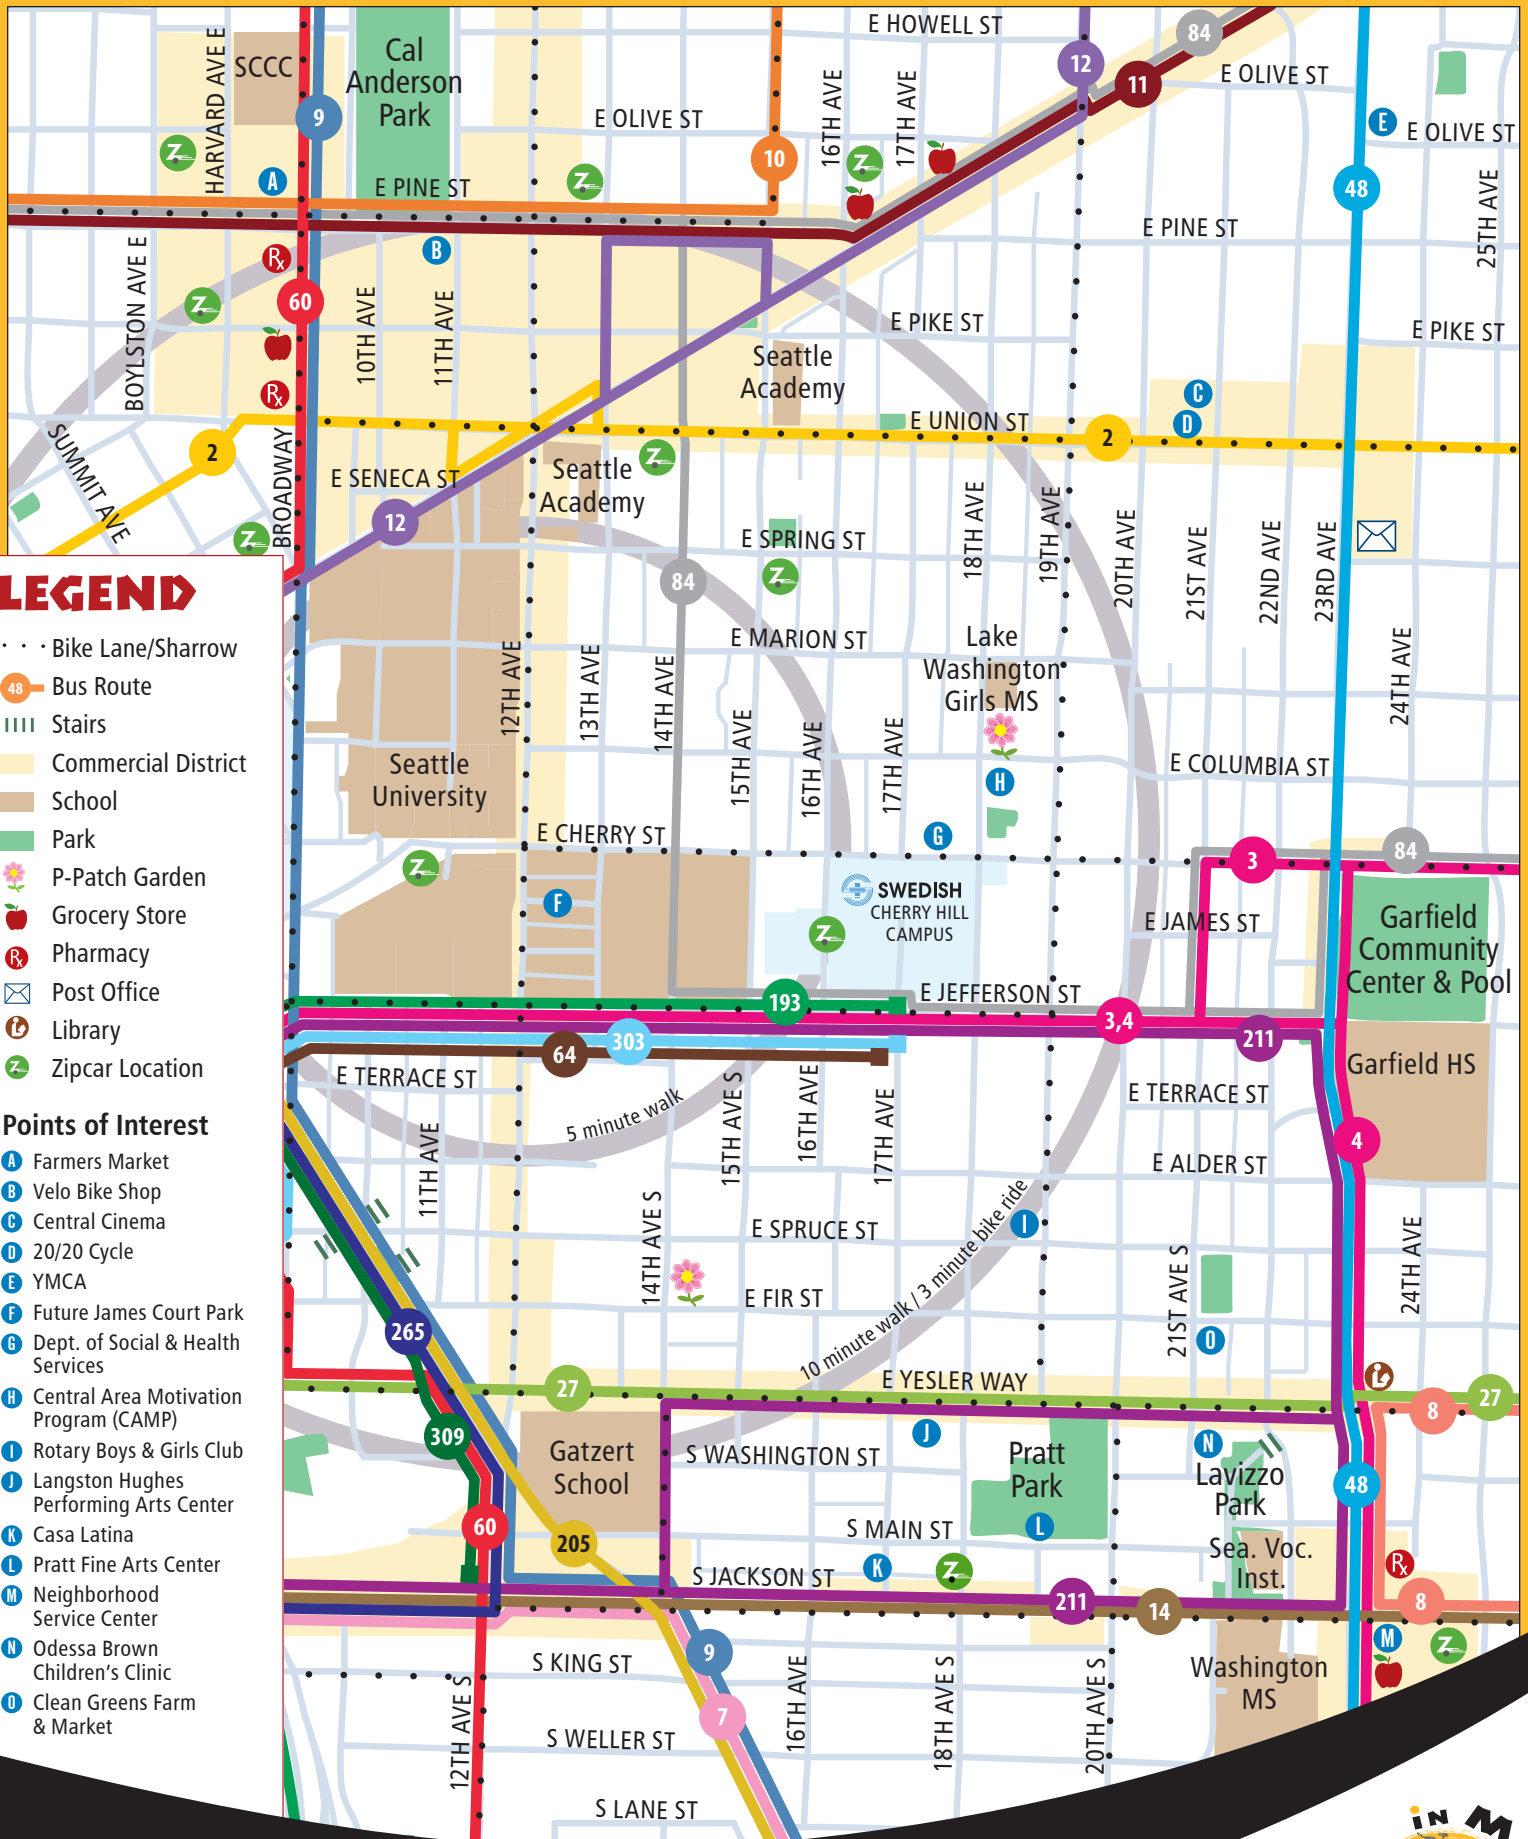 E HOWELL ST
84
12
11
E OLIVE ST
HARVARD AVE E
SCCC
Cal
Anderson
Park
9
E OLIVE ST
10
16TH AVE
17TH AVE
Z
Z
Z
E
E OLIVE ST
A
E PINE ST
48
25TH AVE
E PINE ST
B
BOYLSTON AVE E
Rx
Z
60
10TH AVE
11TH AVE
E PIKE ST
E PIKE ST
Seattle
Academy
Rx
C
D
SUMMIT AVE
2
BROADWAY
E UNION ST
2
E SENECA ST
Seattle
Academy
Z
12
Z
E SPRING ST
Z
84
18TH AVE
19TH AVE
20TH AVE
21ST AVE
22ND AVE
23RD AVE
LEGEND
Bike Lane/Sharrow
48 Bus Route
Stairs
Commercial District
School
Park
P-Patch Garden
Grocery Store
Rx Pharmacy
Post Office
Library
Z Zipcar Location
Points of Interest
A Farmers Market
B Velo Bike Shop
C Central Cinema
D 20/20 Cycle
E YMCA
F Future James Court Park
G Dept. of Social & Health
Services
H Central Area Motivation
Program (CAMP)
I Rotary Boys & Girls Club
J Langston Hughes
Performing Arts Center
K Casa Latina
L Pratt Fine Arts Center
M Neighborhood
Service Center
N Odessa Brown
Children's Clinic
O Clean Greens Farm
& Market
E MARION ST
Lake
Washington
Girls MS
12TH AVE
13TH AVE
14TH AVE
15TH AVE
16TH AVE
17TH AVE
24TH AVE
Seattle
University
H
E COLUMBIA ST
E CHERRY ST
G
Z
3
84
F
SWEDISH
CHERRY HILL
CAMPUS
Z
E JAMES ST
Garfield
Community
Center & Pool
193
E JEFFERSON ST
3,4
211
303
64
Garfield HS
E TERRACE ST
E TERRACE ST
5 minute walk
11TH AVE
15TH AVE S
16TH AVE
17TH AVE
4
E ALDER ST
14TH AVE S
E SPRUCE ST
I
10 minute walk / 3 minute bike ride
21ST AVE S
24TH AVE
E FIR ST
265
O
27
E YESLER WAY
8
27
309
Gatzert
School
S WASHINGTON ST
J
Pratt
Park
N
Lavizzo
Park
48
60
205
S MAIN ST
L
Sea. Voc.
Inst.
K
Z
S JACKSON ST
Rx
211
14
8
9
M
Z
S KING ST
Washington
MS
7
12TH AVE S
S WELLER ST
16TH AVE
18TH AVE S
20TH AVE S
S LANE ST
iN M